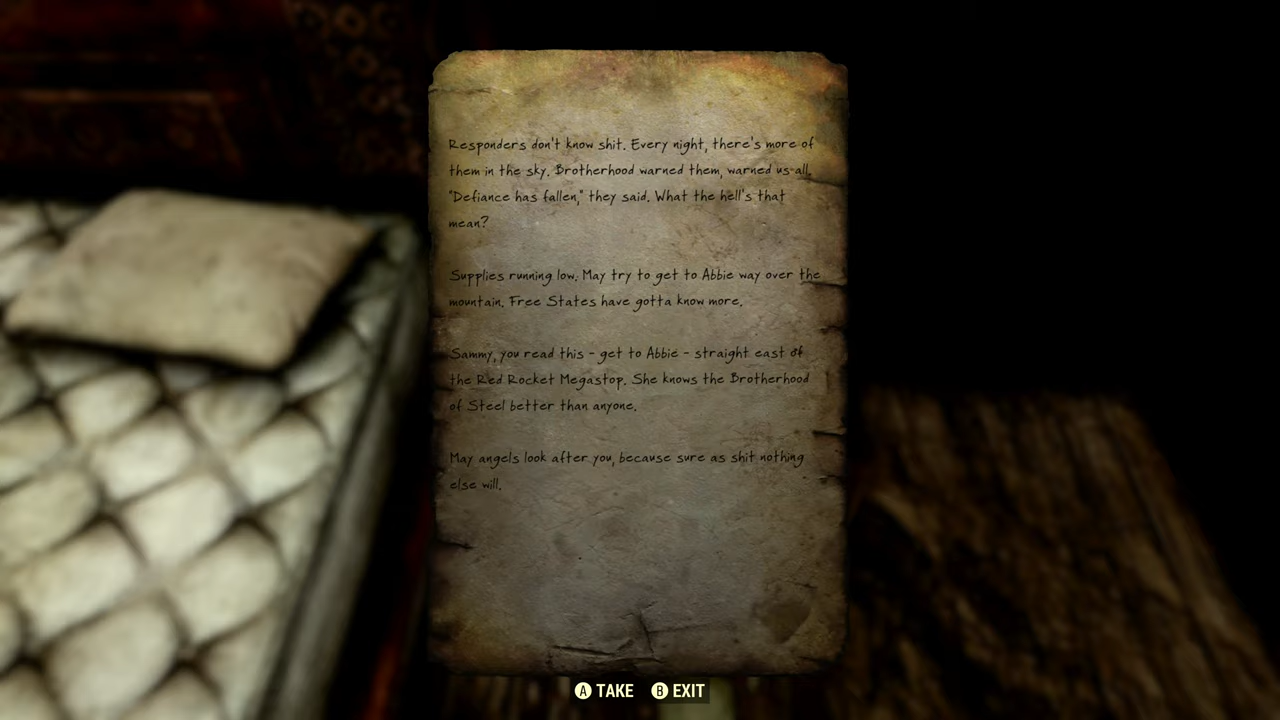 Responders don't know shit. Every night, there's more of
them in the sky. Brotherhood warned them, warned us all.
"Defiance has fallen," they said. What the hell's that
mean?
Supplies running low. May try to get to Abbie way over the
mountain. Free States have gotta know more.
Sammy, you read this - get to Abbie - straight east of
the Red Rocket Megastop. She knows the Brotherhood
of Steel better than anyone.
May angels look after you, because sure as shit nothing
else will.
A TAKE B EXIT